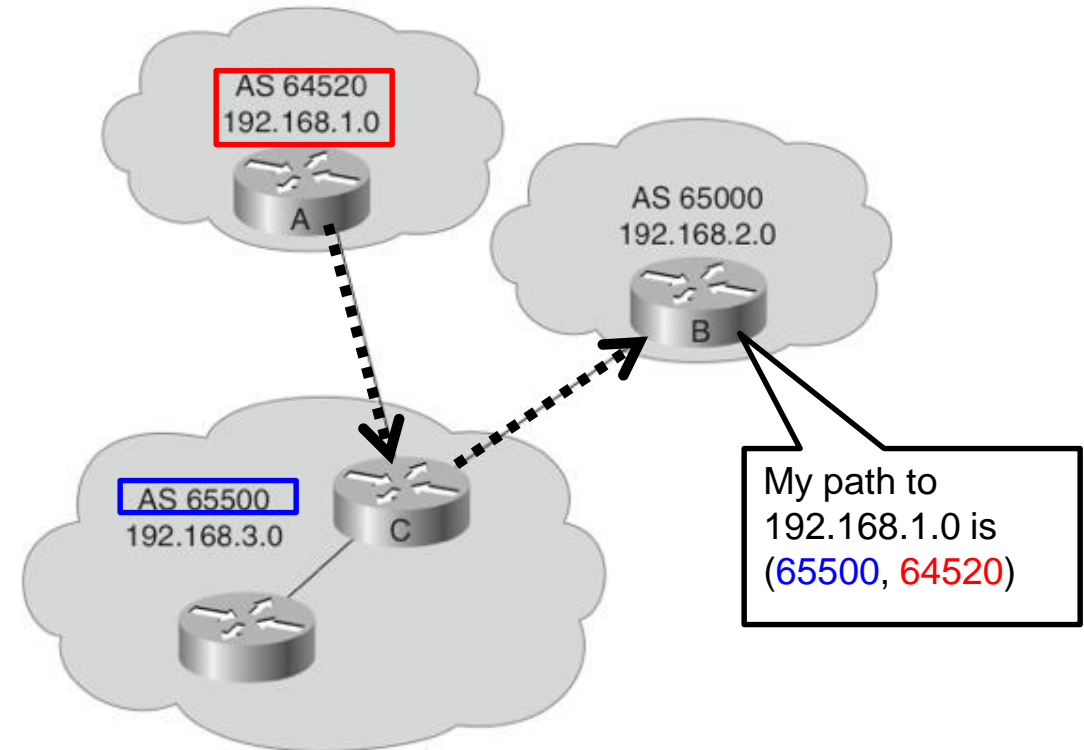 AS 64520
192.168.1.0
A
AS 65000
192.168.2.0
B
AS 65500
192.168.3.0
C
My path to
192.168.1.0 is
(65500, 64520)